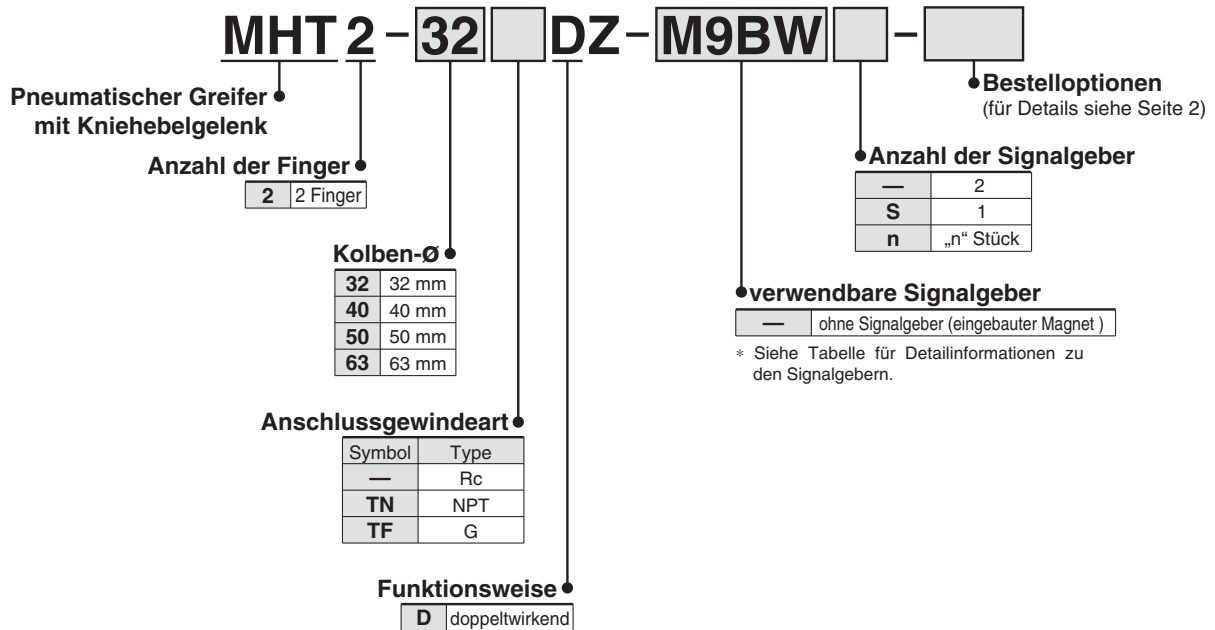 MHT2-32 DZ-M9BW -
Pneumatischer Greifer
mit Kniehebelgelenk
Anzahl der Finger
2 2 Finger
Kolben-Ø
32 32 mm
40 40 mm
50 50 mm
63 63 mm
Anschlussgewindeart
Symbol Type
— Rc
TN NPT
TF G
Funktionsweise
D doppeltwirkend
verwendbare Signalgeber
— ohne Signalgeber (eingebauter Magnet )
* Siehe Tabelle für Detailinformationen zu
den Signalgebern.
Anzahl der Signalgeber
— 2
S 1
n „n“ Stück
Bestelloptionen
(für Details siehe Seite 2)